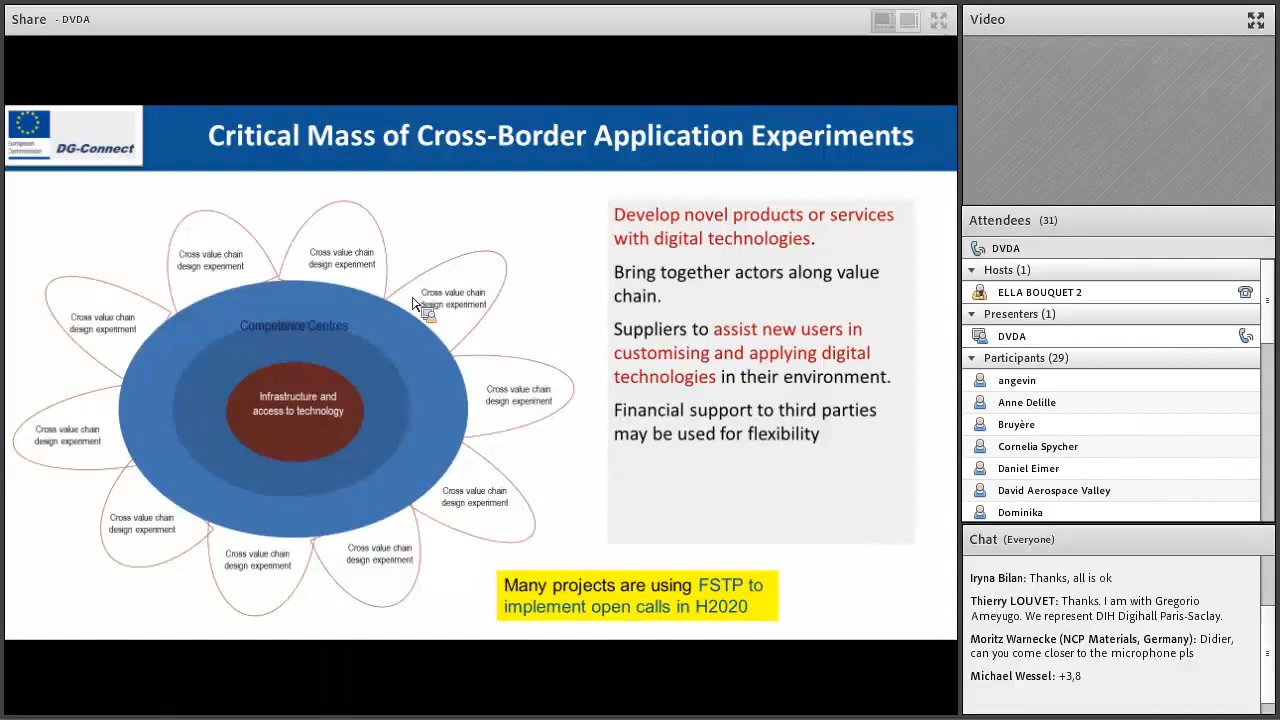 Share - DVDA
European
Commission
DG-Connect
Critical Mass of Cross-Border Application Experiments
Cross value chain
design experiment
Cross value chain
design experiment
Cross value chain
design experiment
Cross value chain
design experiment
Cross value chain
design experiment
Cross value chain
design experiment
Cross value chain
design experiment
Cross value chain
design experiment
Cross value chain
design experiment
Cross value chain
design experiment
Competence Centres
Infrastructure and
access to technology
Develop novel products or services
with digital technologies.
Bring together actors along value
chain.
Suppliers to assist new users in
customising and applying digital
technologies in their environment.
Financial support to third parties
may be used for flexibility
Many projects are using FSTP to
implement open calls in H2020
Video
Attendees (31)
DVDA
Hosts (1)
ELLA BOUQUET 2
Presenters (1)
DVDA
Participants (29)
angevin
Anne Delille
Bruyère
Cornelia Spycher
Daniel Eimer
David Aerospace Valley
Dominika
Chat (Everyone)
Iryna Bilan: Thanks, all is ok
Thierry LOUVET: Thanks. I am with Gregorio
Ameyugo. We represent DIH Digihall Paris-Saclay.
Moritz Warnecke (NCP Materials, Germany): Didier,
can you come closer to the microphone pls
Michael Wessel: +3,8